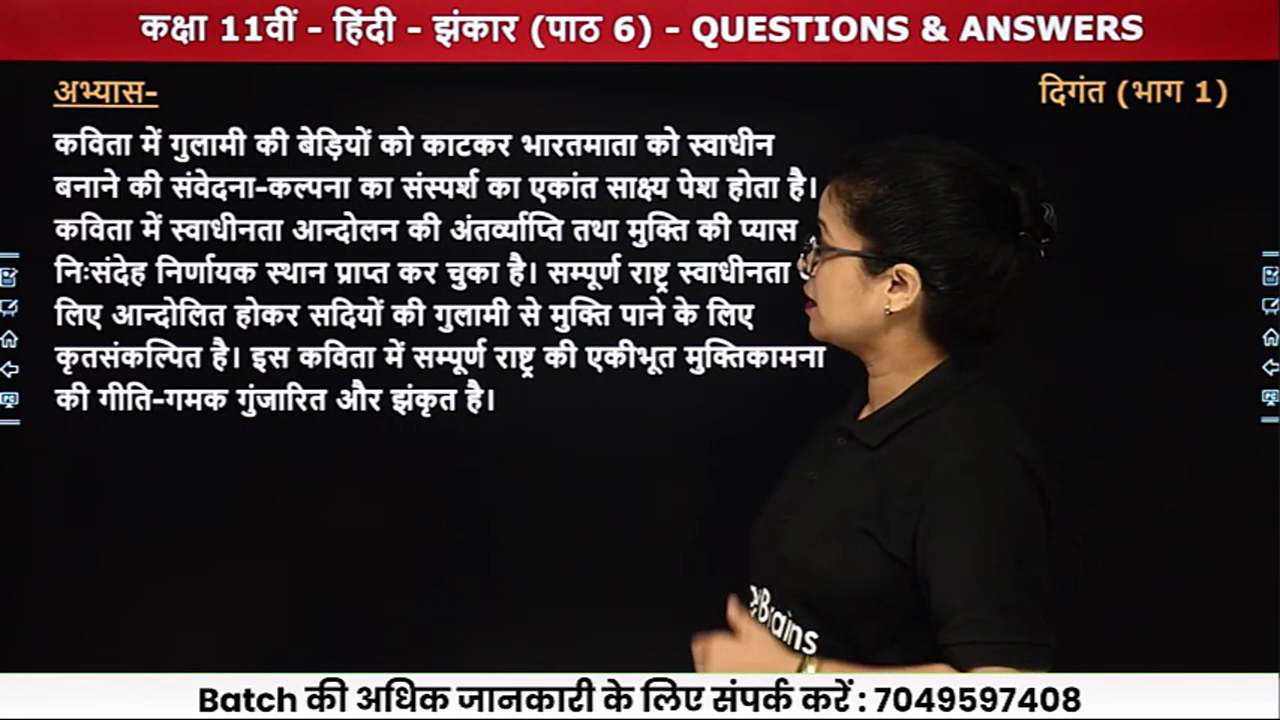 कक्षा 11वीं - हिंदी - झंकार (पाठ 6) - QUESTIONS & ANSWERS
अभ्यास-
दिगंत (भाग 1)
कविता में गुलामी की बेड़ियों को काटकर भारतमाता को स्वाधीन
बनाने की संवेदना-कल्पना का संस्पर्श का एकांत साक्ष्य पेश होता है।
कविता में स्वाधीनता आन्दोलन की अंतर्व्याप्ति तथा मुक्ति की प्यास
निःसंदेह निर्णायक स्थान प्राप्त कर चुका है। सम्पूर्ण राष्ट्र स्वाधीनता
लिए आन्दोलित होकर सदियों की गुलामी से मुक्ति पाने के लिए
कृतसंकल्पित है। इस कविता में सम्पूर्ण राष्ट्र की एकीभूत मुक्तिकामना
की गीति-गमक गुंजारित और झंकृत है।
Brains
Batch की अधिक जानकारी के लिए संपर्क करें : 7049597408